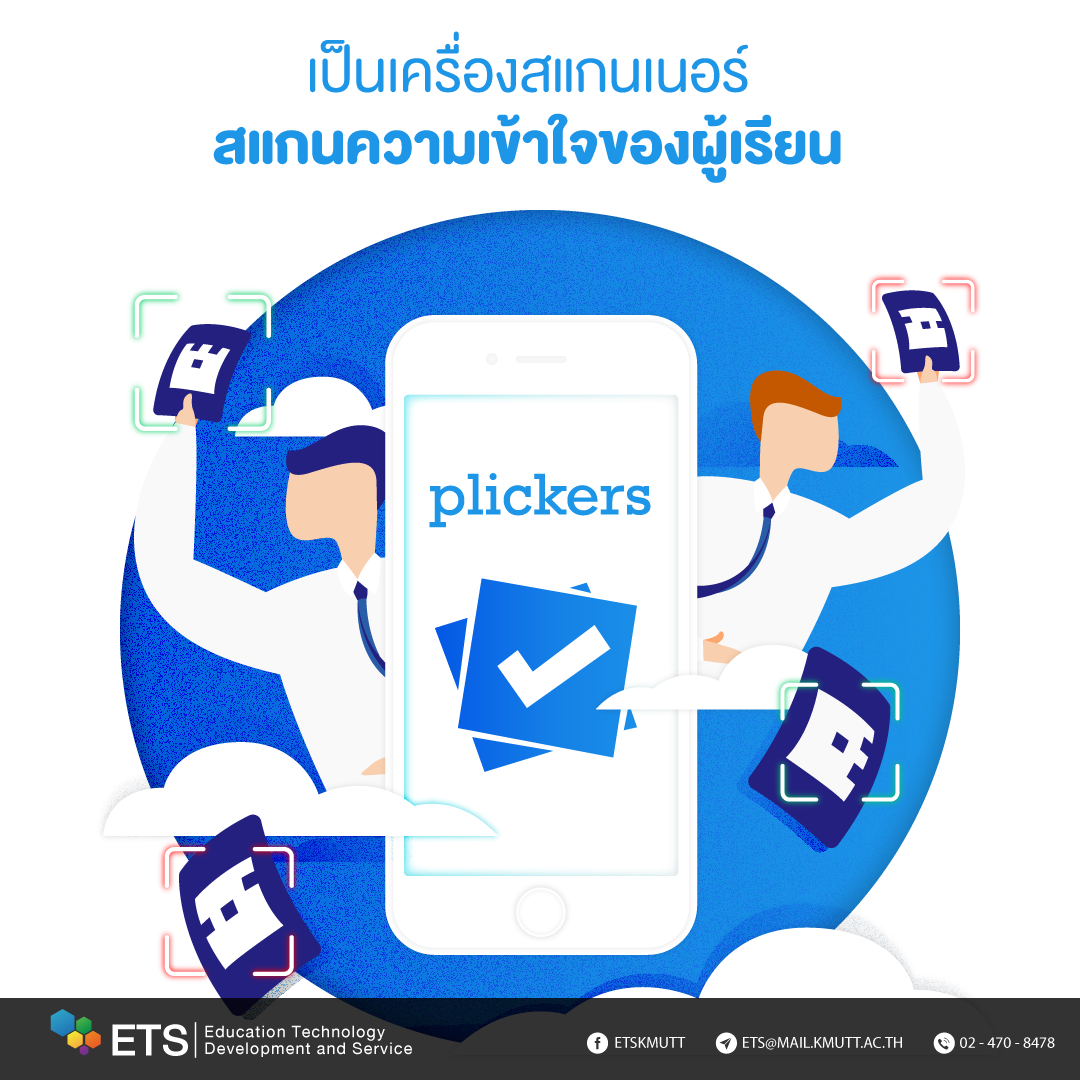 เป็นเครื่องสแกนเนอร์
สแกนความเข้าใจของผู้เรียน
plickers
ETS
Education Technology
Development and Service
ETSKMUTT
ETS@MAIL.KMUTT.AC.TH
02 - 470 - 8478